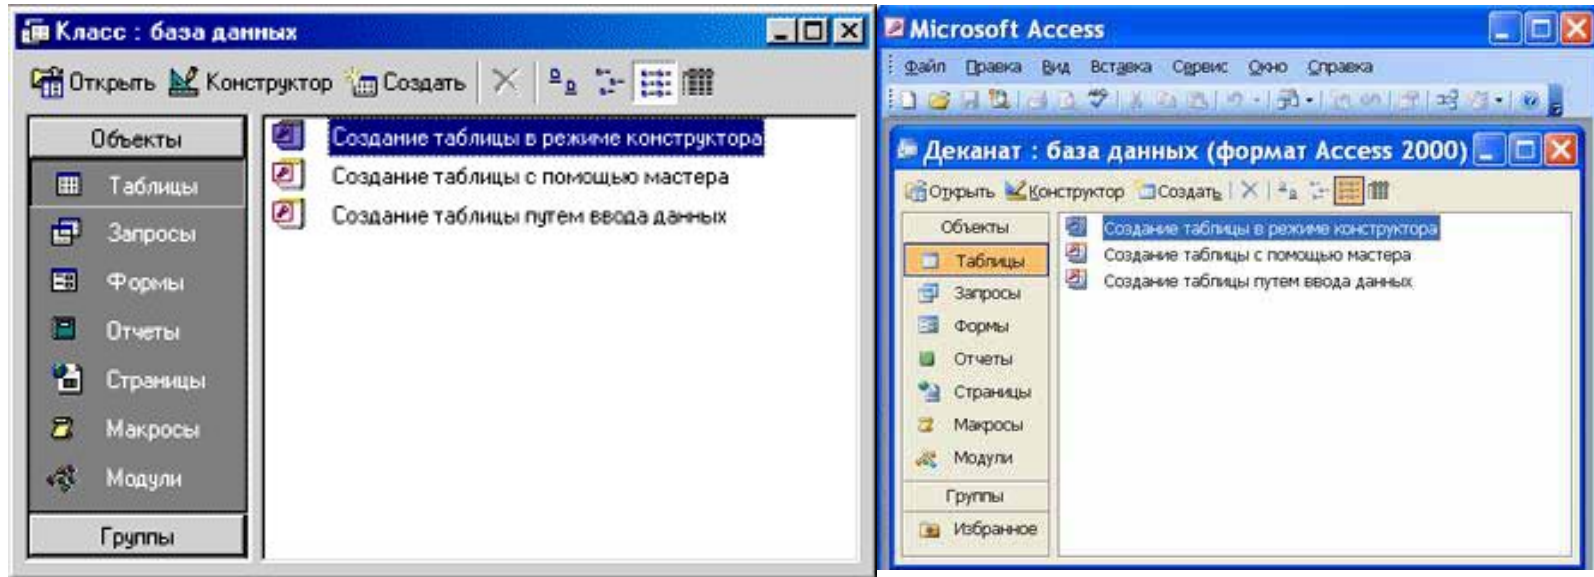 Класс : база данных
Открыть Конструктор Создать
Объекты
Таблицы
Запросы
Формы
Отчеты
Страницы
Макросы
Модули
Группы
Создание таблицы в режиме конструктора
Создание таблицы с помощью мастера
Создание таблицы путем ввода данных
Microsoft Access
Файл Правка Вид Вставка Сервис Окно Справка
Деканат : база данных (формат Access 2000)
Открыть Конструктор Создать
Объекты
Таблицы
Запросы
Формы
Отчеты
Страницы
Макросы
Модули
Группы
Избранное
Создание таблицы в режиме конструктора
Создание таблицы с помощью мастера
Создание таблицы путем ввода данных